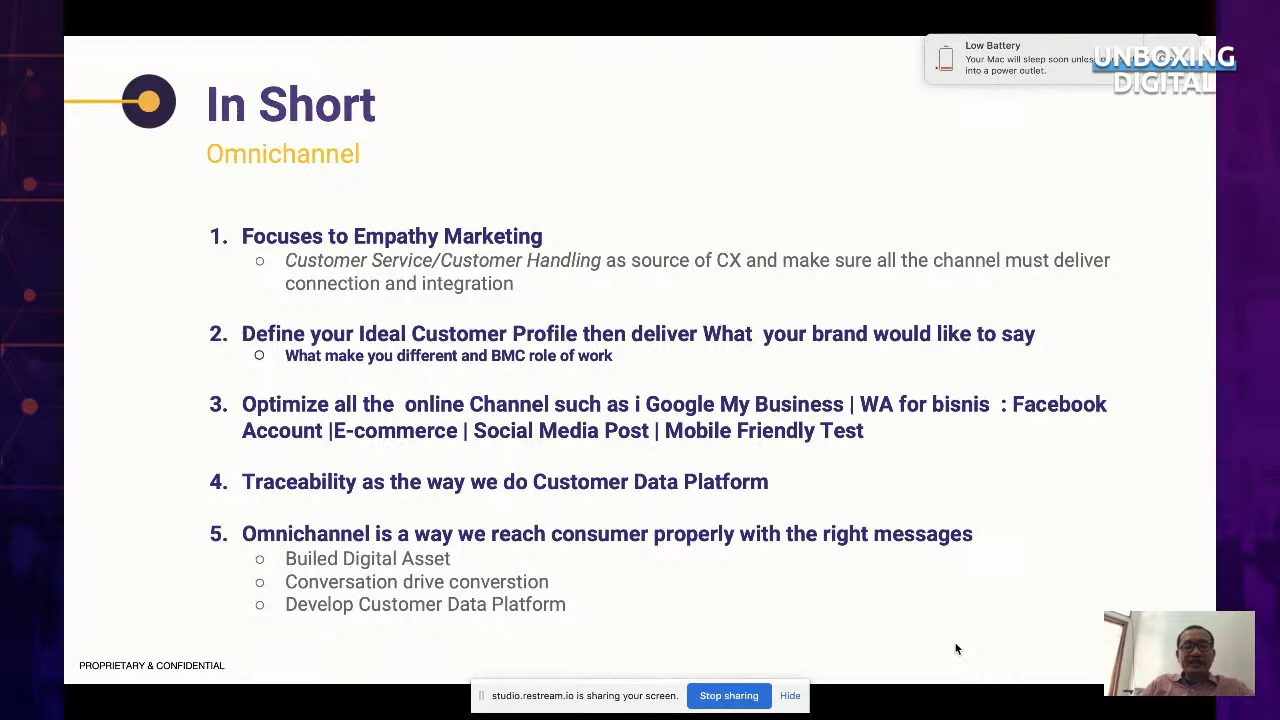 Low Battery
Your Mac will sleep soon unless
into a power outlet.
UNBOXING
DIGITAL
In Short
Omnichannel
1. Focuses to Empathy Marketing
○ Customer Service/Customer Handling as source of CX and make sure all the channel must deliver
connection and integration
2. Define your Ideal Customer Profile then deliver What your brand would like to say
○ What make you different and BMC role of work
3. Optimize all the online Channel such as i Google My Business | WA for bisnis : Facebook
Account |E-commerce | Social Media Post | Mobile Friendly Test
4. Traceability as the way we do Customer Data Platform
5. Omnichannel is a way we reach consumer properly with the right messages
○ Builed Digital Asset
○ Conversation drive converstion
○ Develop Customer Data Platform
PROPRIETARY & CONFIDENTIAL
studio.restream.io is sharing your screen. Stop sharing Hide